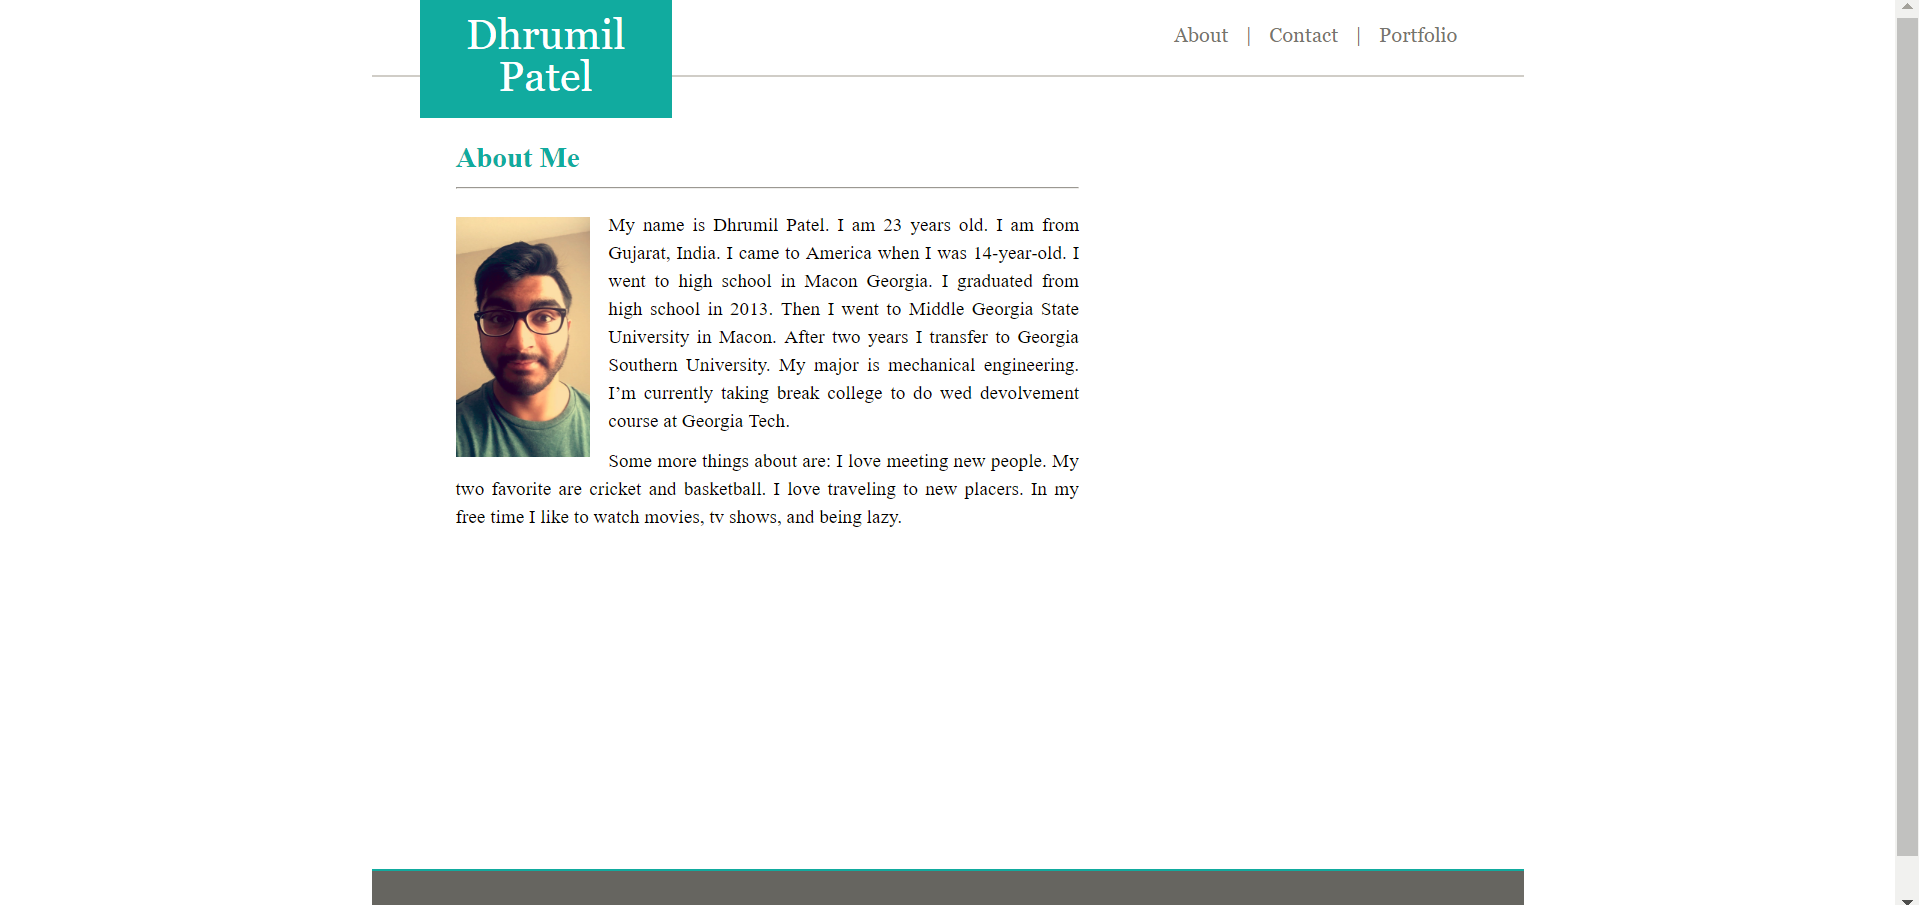 Dhrumil
Patel
About | Contact | Portfolio
About Me
My name is Dhrumil Patel. I am 23 years old. I am from
Gujarat, India. I came to America when I was 14-year-old. I
went to high school in Macon Georgia. I graduated from
high school in 2013. Then I went to Middle Georgia State
University in Macon. After two years I transfer to Georgia
Southern University. My major is mechanical engineering.
I’m currently taking break college to do wed devolvement
course at Georgia Tech.
Some more things about are: I love meeting new people. My
two favorite are cricket and basketball. I love traveling to new placers. In my
free time I like to watch movies, tv shows, and being lazy.